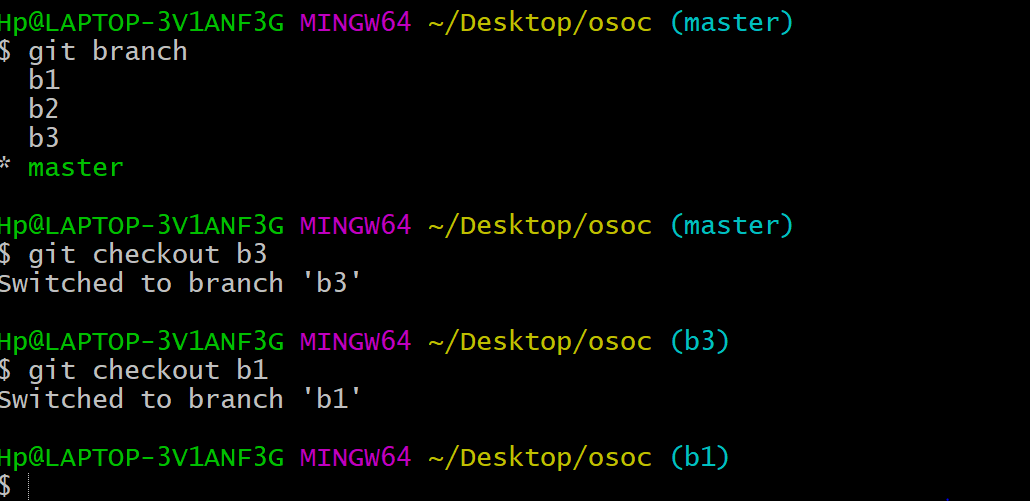 Hp@LAPTOP-3V1ANF3G MINGW64 ~/Desktop/osoc (master)
$ git branch
  b1
  b2
  b3
* master
Hp@LAPTOP-3V1ANF3G MINGW64 ~/Desktop/osoc (master)
$ git checkout b3
Switched to branch 'b3'
Hp@LAPTOP-3V1ANF3G MINGW64 ~/Desktop/osoc (b3)
$ git checkout b1
Switched to branch 'b1'
Hp@LAPTOP-3V1ANF3G MINGW64 ~/Desktop/osoc (b1)
$